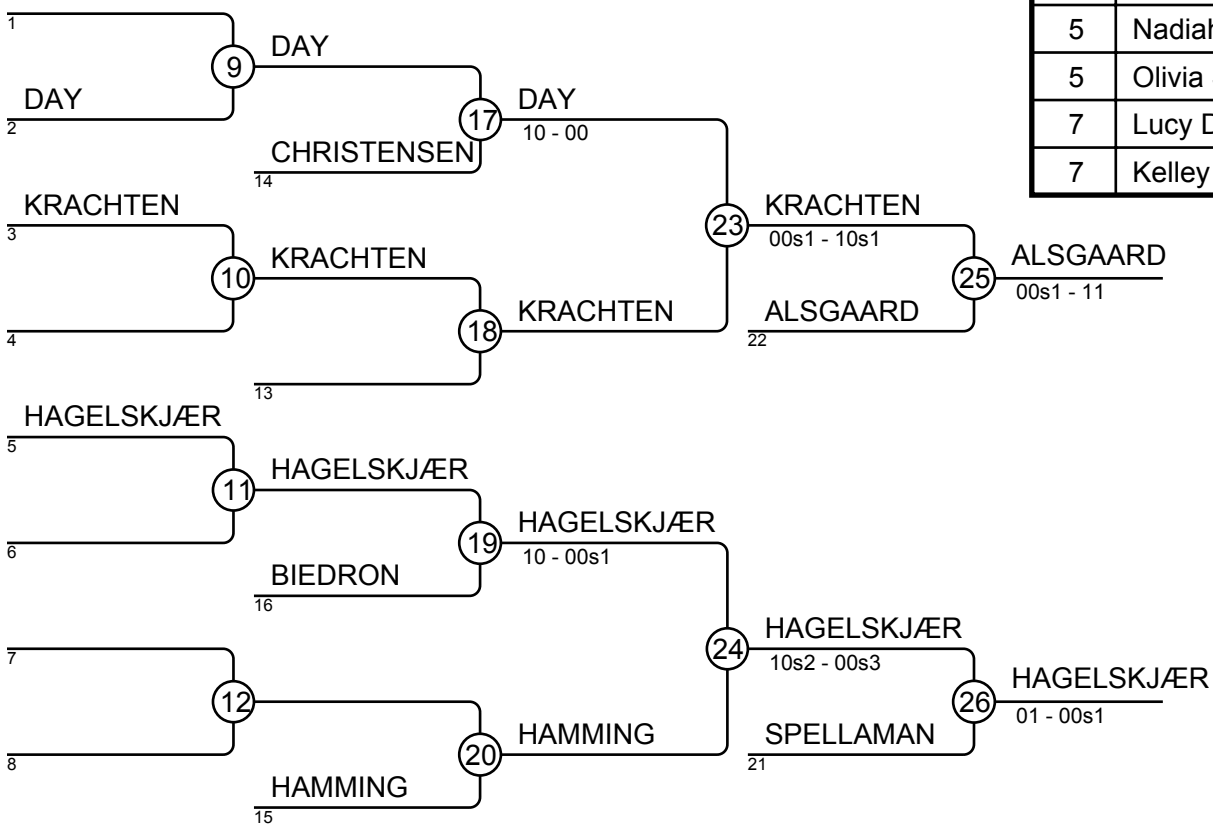 1
9
DAY
DAY
2
17
DAY
10 - 00
CHRISTENSEN
14
KRACHTEN
3
10
KRACHTEN
4
18
KRACHTEN
13
23
KRACHTEN
00s1 - 10s1
25
ALSGAARD
00s1 - 11
ALSGAARD
22
HAGELSKJÆR
5
11
HAGELSKJÆR
6
19
HAGELSKJÆR
10 - 00s1
BIEDRON
16
7
12
8
20
HAMMING
HAMMING
15
24
HAGELSKJÆR
10s2 - 00s3
26
HAGELSKJÆR
01 - 00s1
SPELLAMAN
21
5 Nadiah
5 Olivia
7 Lucy D
7 Kelley